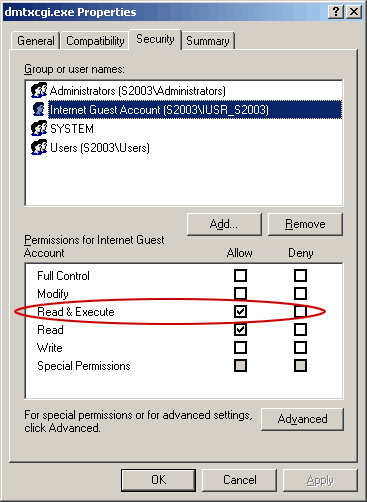 dmtxcgi.exe Properties
General Compatibility Security Summary
Group or user names:
Administrators (S2003\Administrators)
Internet Guest Account (S2003\IUSR_S2003)
SYSTEM
Users (S2003\Users)
Add... Remove
Permissions for Internet Guest
Account Allow Deny
Full Control
Modify
Read & Execute
Read
Write
Special Permissions
For special permissions or for advanced settings,
click Advanced.
Advanced
OK Cancel Apply